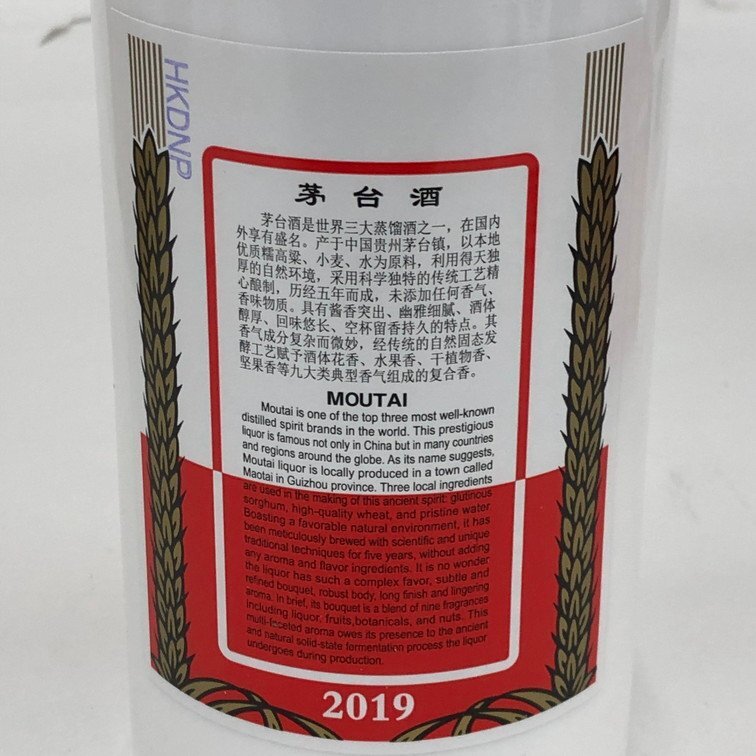 HKDNP
茅台酒
茅台酒是世界三大蒸馏酒之一，在国内
外享有盛名。产于中国贵州茅台镇，以本地
优质糯高粱、小麦、水为原料，利用得天独
厚的自然环境，采用科学独特的传统工艺精
心酿制，历经五年而成，未添加任何香气、
香味物质。具有酱香突出、幽雅细腻、酒体
醇厚、回味悠长、空杯留香持久的特点。其
香气成分复杂而微妙，经传统的自然固态发
酵工艺赋予酒体花香、水果香、干植物香、
坚果香等九大类典型香气组成的复合香。
MOUTAI
Moutai is one of the top three most well-known
distilled spirit brands in the world. This prestigious
liquor is famous not only in China but in many countries
and regions around the globe. As its name suggests,
Moutai liquor is locally produced in a town called
Maotai in Guizhou province. Three local ingredients
are used in the making of this ancient spirit: glutinous
sorghum, high-quality wheat, and pristine water.
Boasting a favorable natural environment, it has
been meticulously brewed with scientific and unique
traditional techniques for five years, without adding
any aroma and flavor ingredients. It is no wonder
the liquor has such a complex favor, subtle and
refined bouquet, robust body, long finish and lingering
aroma. In brief, its bouquet is a blend of nine fragrances
including liquor, fruits,botanicals, and nuts. This
multi-faceted aroma owes its presence to the ancient
and natural solid-state fermentation process the liquor
undergoes during production.
2019